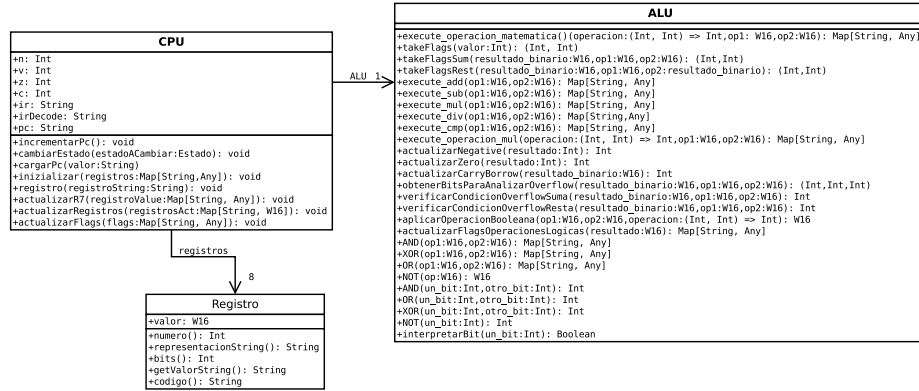 CPU
+n: Int
+v: Int
+z: Int
+c: Int
+ir: String
+irDecode: String
+pc: String
+incrementarPc(): void
+cambiarEstado(estadoACambiar:Estado): void
+cargarPc(valor:String)
+inizializar(registros:Map[String,Any]): void
+registro(registroString:String): void
+actualizarR7(registroValue:Map[String, Any]): void
+actualizarRegistros(registrosAct:Map[String, W16]): void
+actualizarFlags(flags:Map[String, Any]): void
ALU 1
registros
8
Registro
+valor: W16
+numero(): Int
+representacionString(): String
+bits(): Int
+getValorString(): String
+codigo(): String
ALU
+execute_operacion_matematica()(operacion:(Int, Int) => Int,op1: W16,op2:W16): Map[String, Any]
+takeFlags(valor:Int): (Int, Int)
+takeFlagsSum(resultado_binario:W16,op1:W16,op2:W16): (Int,Int)
+takeFlagsRest(resultado_binario:W16,op1:W16,op2:resultado_binario): (Int,Int)
+execute_add(op1:W16,op2:W16): Map[String, Any]
+execute_sub(op1:W16,op2:W16): Map[String, Any]
+execute_mul(op1:W16,op2:W16): Map[String, Any]
+execute_div(op1:W16,op2:W16): Map[String,Any]
+execute_cmp(op1:W16,op2:W16): Map[String, Any]
+execute_operacion_mul(operacion:(Int, Int) => Int,op1:W16,op2:W16): Map[String, Any]
+actualizarNegative(resultado:Int): Int
+actualizarZero(resultado:Int): Int
+actualizarCarryBorrow(resultado_binario:W16): Int
+obtenerBitsParaAnalizarOverflow(resultado_binario:W16,op1:W16,op2:W16): (Int,Int,Int)
+verificarCondicionOverflowSuma(resultado_binario:W16,op1:W16,op2:W16): Int
+verificarCondicionOverflowResta(resultado_binario:W16,op1:W16,op2:W16): Int
+aplicarOperacionBooleana(op1:W16,op2:W16,operacion:(Int, Int) => Int): W16
+actualizarFlagsOperacionesLogicas(resultado:W16): Map[String, Any]
+AND(op1:W16,op2:W16): Map[String, Any]
+XOR(op1:W16,op2:W16): Map[String, Any]
+OR(op1:W16,op2:W16): Map[String, Any]
+NOT(op:W16): W16
+AND(un_bit:Int,otro_bit:Int): Int
+OR(un_bit:Int,otro_bit:Int): Int
+XOR(un_bit:Int,otro_bit:Int): Int
+NOT(un_bit:Int): Int
+interpretarBit(un_bit:Int): Boolean